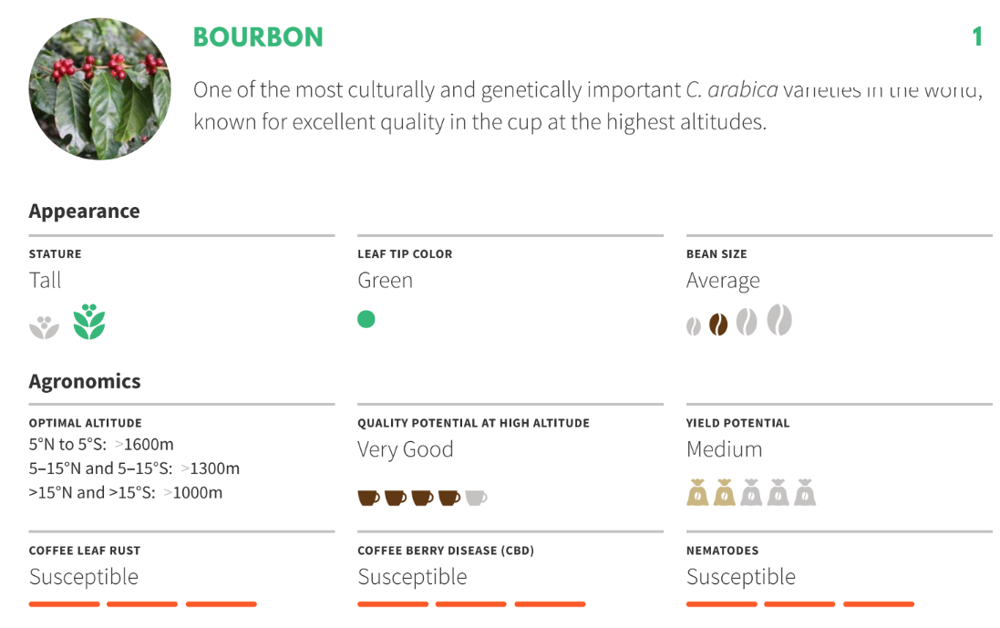 BOURBON
1
One of the most culturally and genetically important C. arabica varieties in the world,
known for excellent quality in the cup at the highest altitudes.
Appearance
STATURE
Tall
LEAF TIP COLOR
Green
BEAN SIZE
Average
Agronomics
OPTIMAL ALTITUDE
5°N to 5°S: >1600m
5–15°N and 5–15°S: >1300m
>15°N and >15°S: >1000m
QUALITY POTENTIAL AT HIGH ALTITUDE
Very Good
YIELD POTENTIAL
Medium
COFFEE LEAF RUST
Susceptible
COFFEE BERRY DISEASE (CBD)
Susceptible
NEMATODES
Susceptible